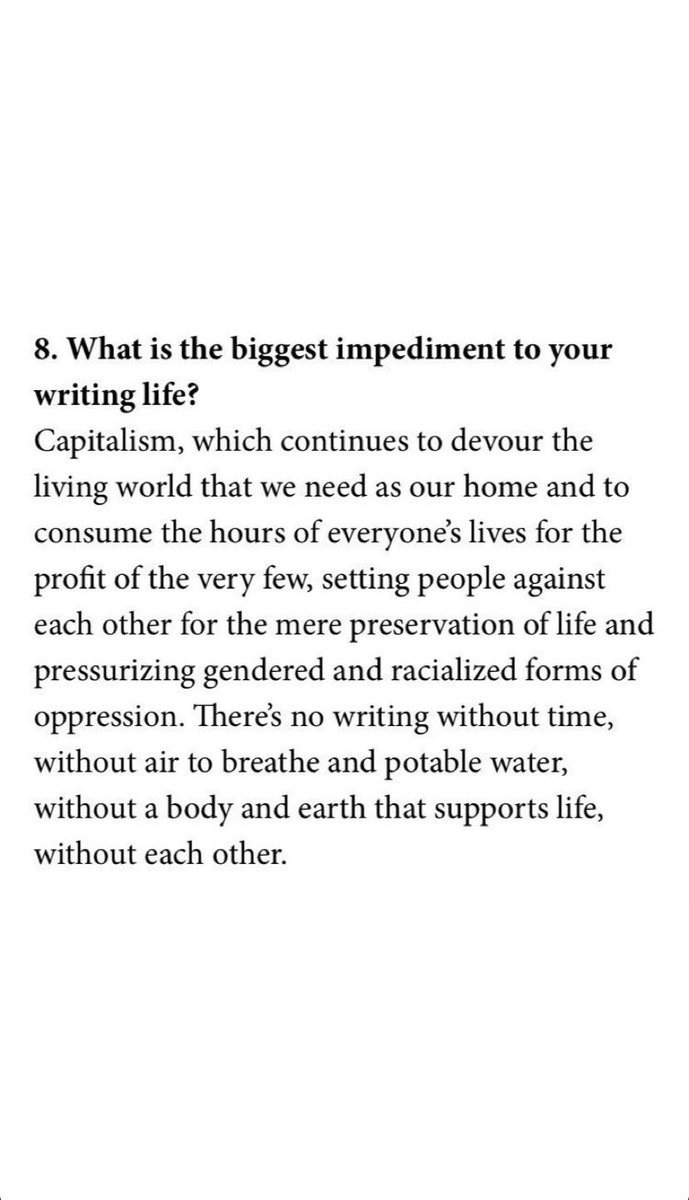 8. What is the biggest impediment to your
writing life?
Capitalism, which continues to devour the
living world that we need as our home and to
consume the hours of everyone’s lives for the
profit of the very few, setting people against
each other for the mere preservation of life and
pressurizing gendered and racialized forms of
oppression. There’s no writing without time,
without air to breathe and potable water,
without a body and earth that supports life,
without each other.